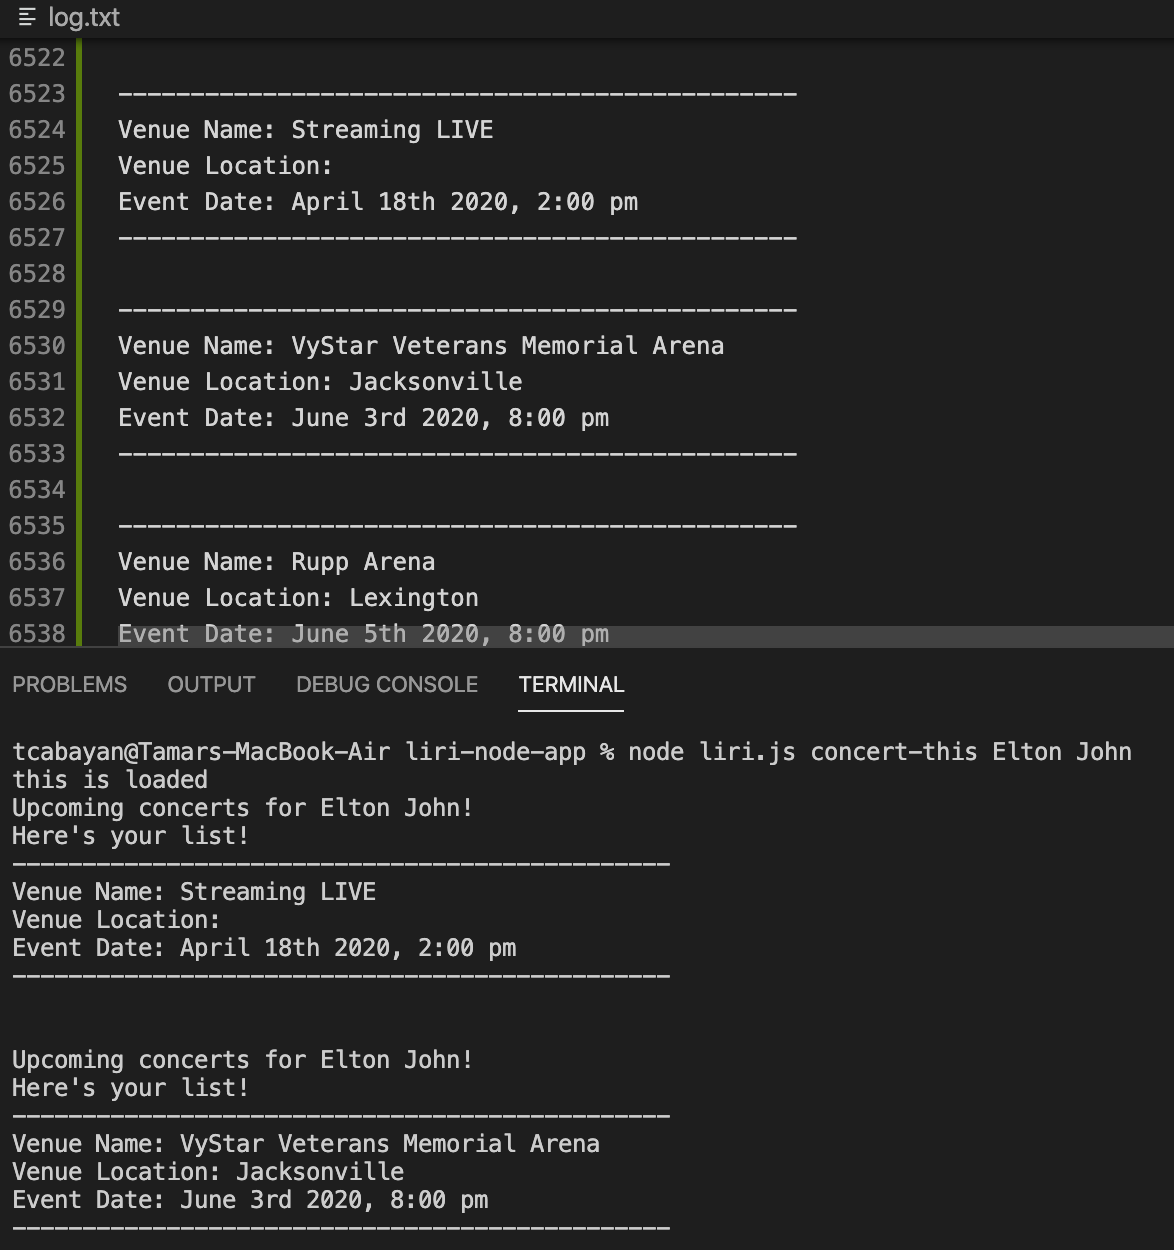 log.txt
6522
6523 -----------------------------------------------
6524 Venue Name: Streaming LIVE
6525 Venue Location:
6526 Event Date: April 18th 2020, 2:00 pm
6527 -----------------------------------------------
6528
6529 -----------------------------------------------
6530 Venue Name: VyStar Veterans Memorial Arena
6531 Venue Location: Jacksonville
6532 Event Date: June 3rd 2020, 8:00 pm
6533 -----------------------------------------------
6534
6535 -----------------------------------------------
6536 Venue Name: Rupp Arena
6537 Venue Location: Lexington
6538 Event Date: June 5th 2020, 8:00 pm
PROBLEMS OUTPUT DEBUG CONSOLE TERMINAL
tcabayan@Tamars-MacBook-Air liri-node-app % node liri.js concert-this Elton John
this is loaded
Upcoming concerts for Elton John!
Here's your list!
-----------------------------------------------
Venue Name: Streaming LIVE
Venue Location:
Event Date: April 18th 2020, 2:00 pm
-----------------------------------------------
Upcoming concerts for Elton John!
Here's your list!
-----------------------------------------------
Venue Name: VyStar Veterans Memorial Arena
Venue Location: Jacksonville
Event Date: June 3rd 2020, 8:00 pm
-----------------------------------------------